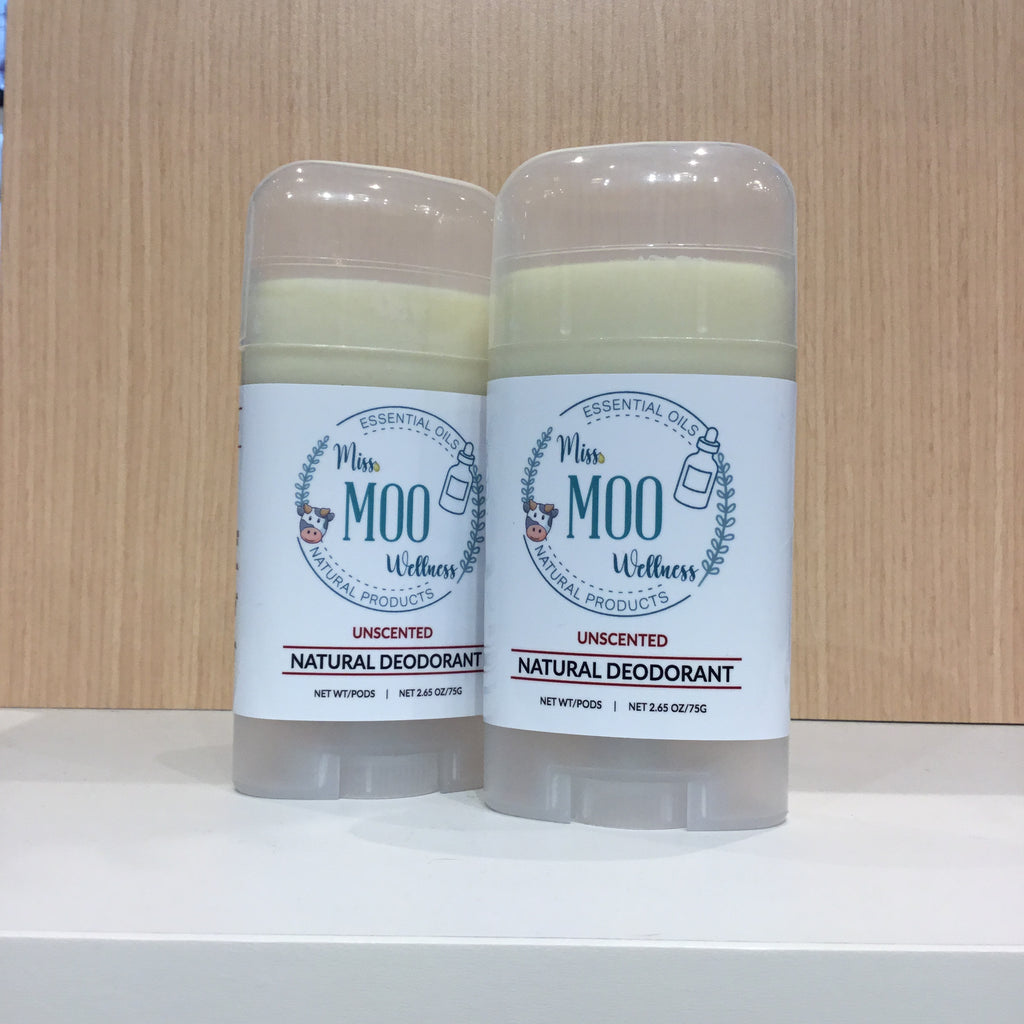 ESSENTIAL OILS
Miss
MOO
Wellness
NATURAL PRODUCTS
UNSCENTED
NATURAL DEODORANT
NET WT/PODS | NET 2.65 OZ/75G
ESSENTIAL OILS
Miss
MOO
Wellness
NATURAL PRODUCTS
UNSCENTED
NATURAL DEODORANT
NET WT/PODS | NET 2.65 OZ/75G